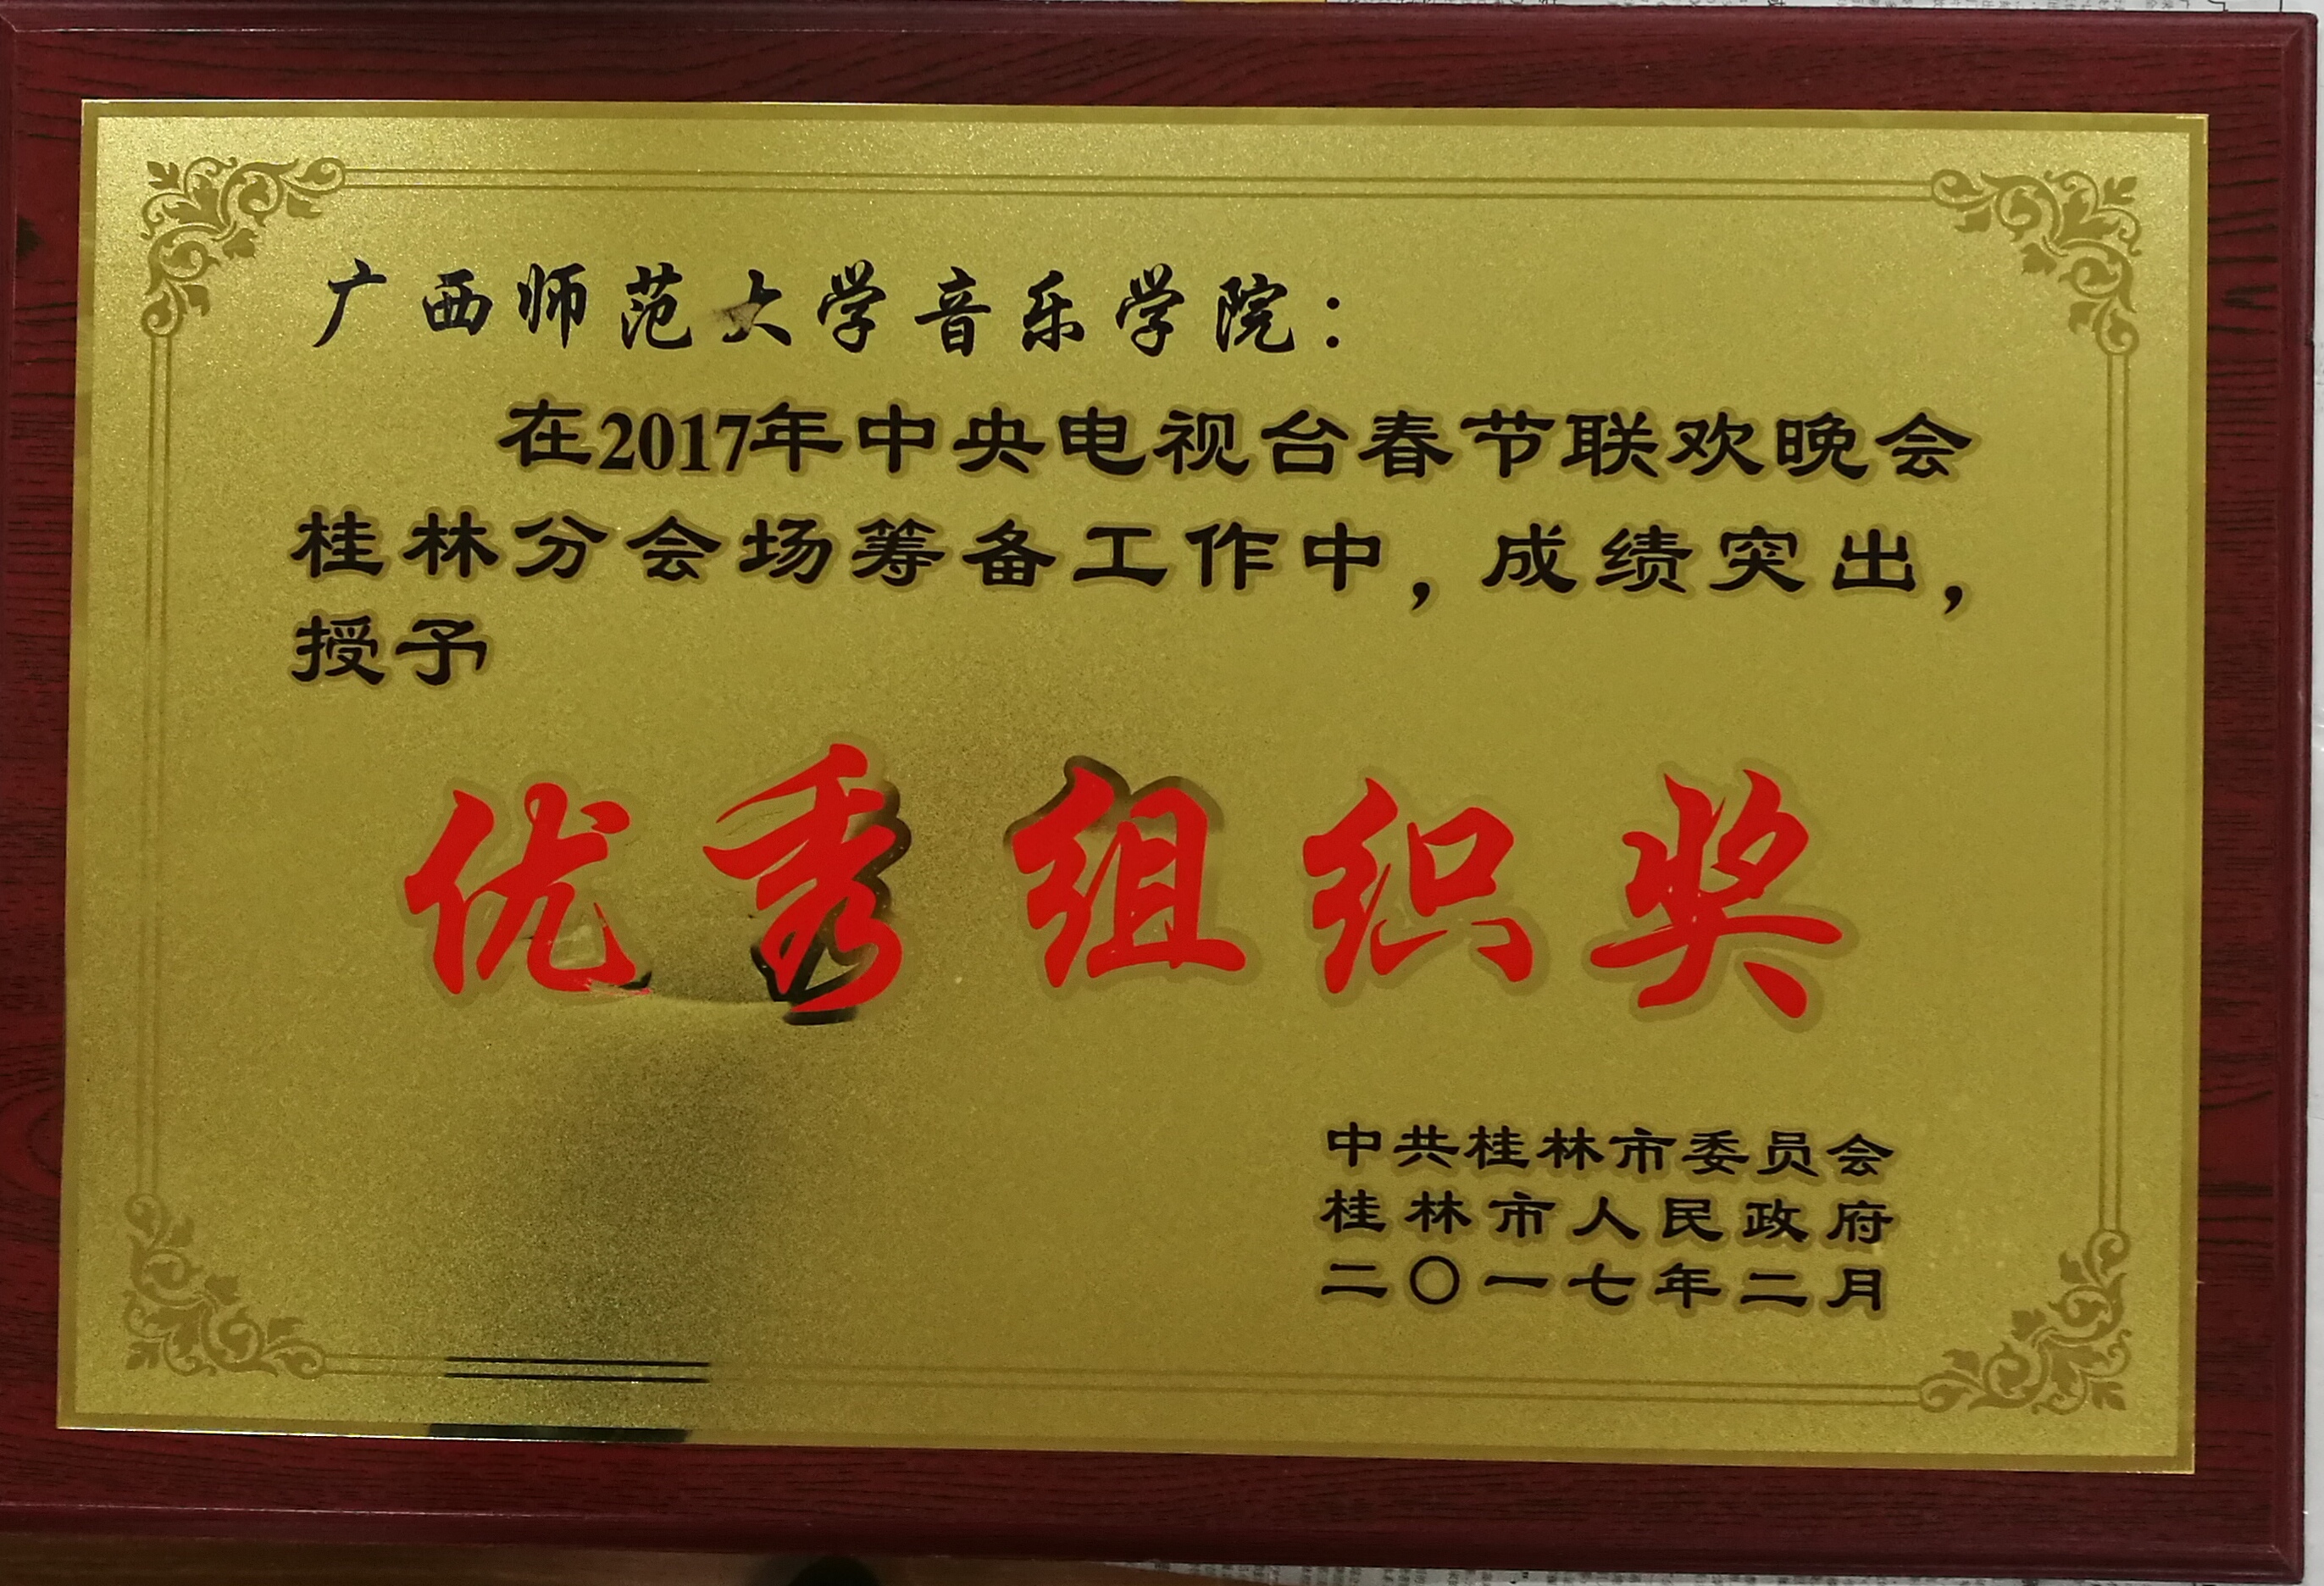 广西师范大学音乐学院：
在2017年中央电视台春节联欢晚会
桂林分会场筹备工作中，成绩突出，
授予
优秀组织奖
中共桂林市委员会
桂林市人民政府
二〇一七年二月